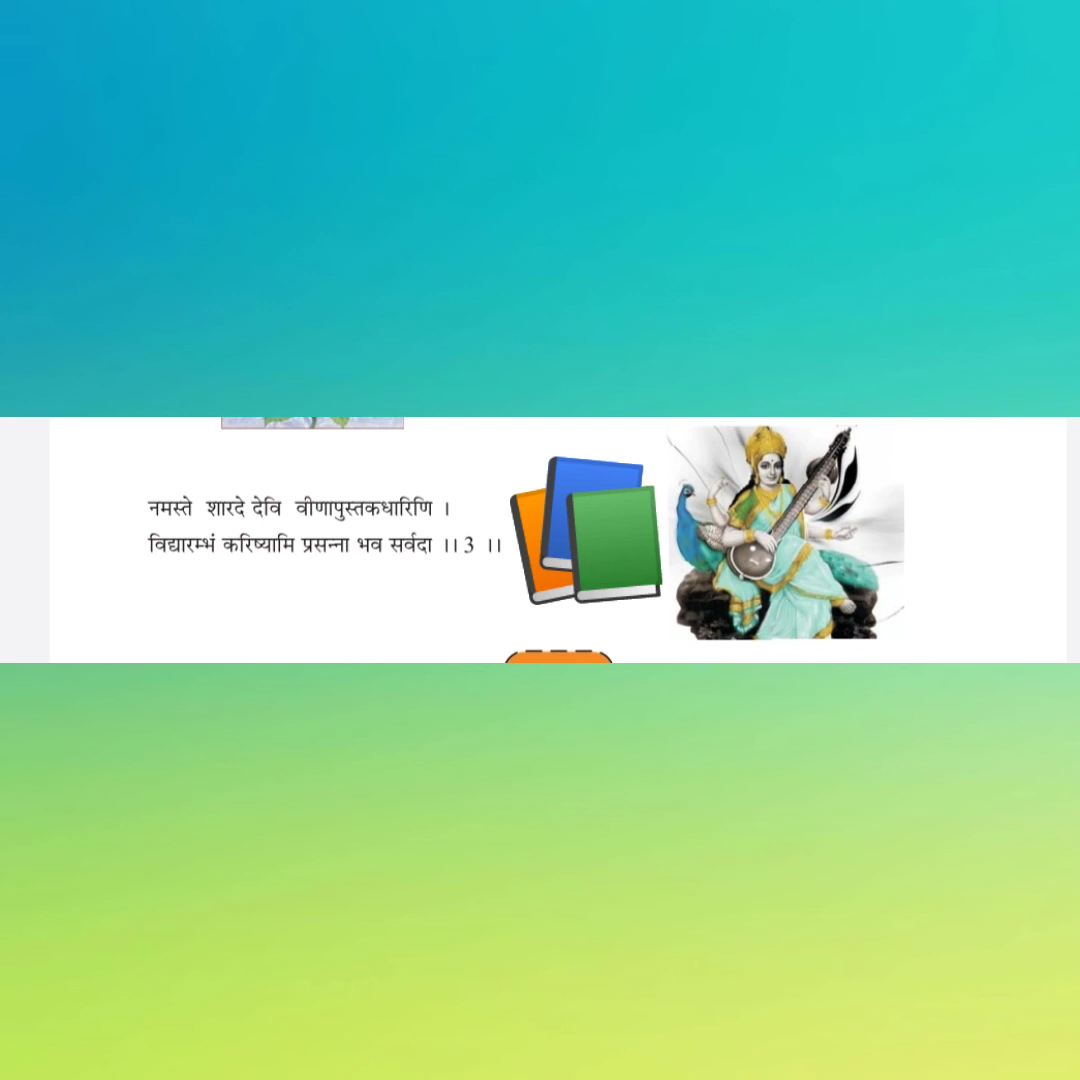 नमस्ते शारदे देवि वीणापुस्तकधारिणि ।
विद्यारम्भं करिष्यामि प्रसन्ना भव सर्वदा ।। 3 ।।